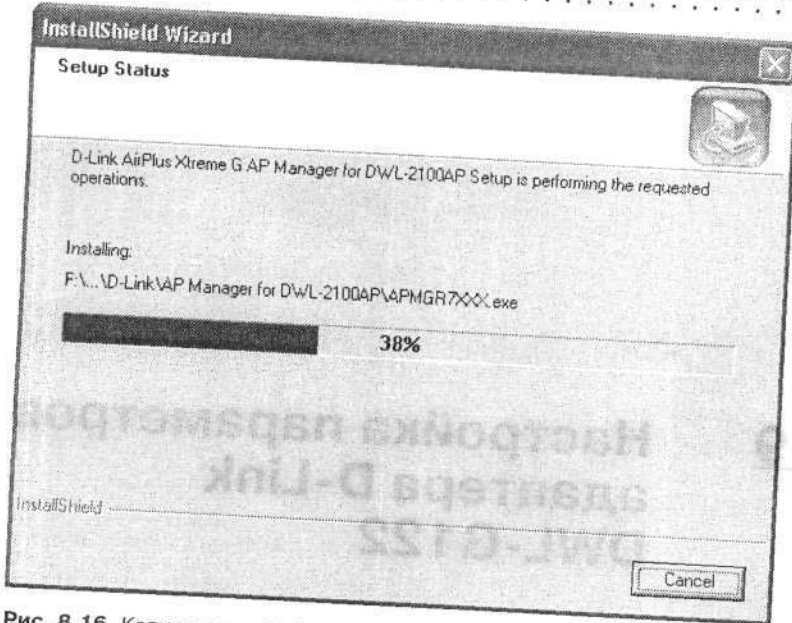 InstallShield Wizard
Setup Status
D-Link AirPlus Xtreme G AP Manager for DWL-2100AP Setup is performing the requested
operations.
Installing:
F:\...\D-Link\AP Manager for DWL-2100AP\APMGR7XXX.exe
38%
9 Настройка параметров
адаптера D-Link
DWL-G122
InstallShield
Cancel
Рис. 8.16.